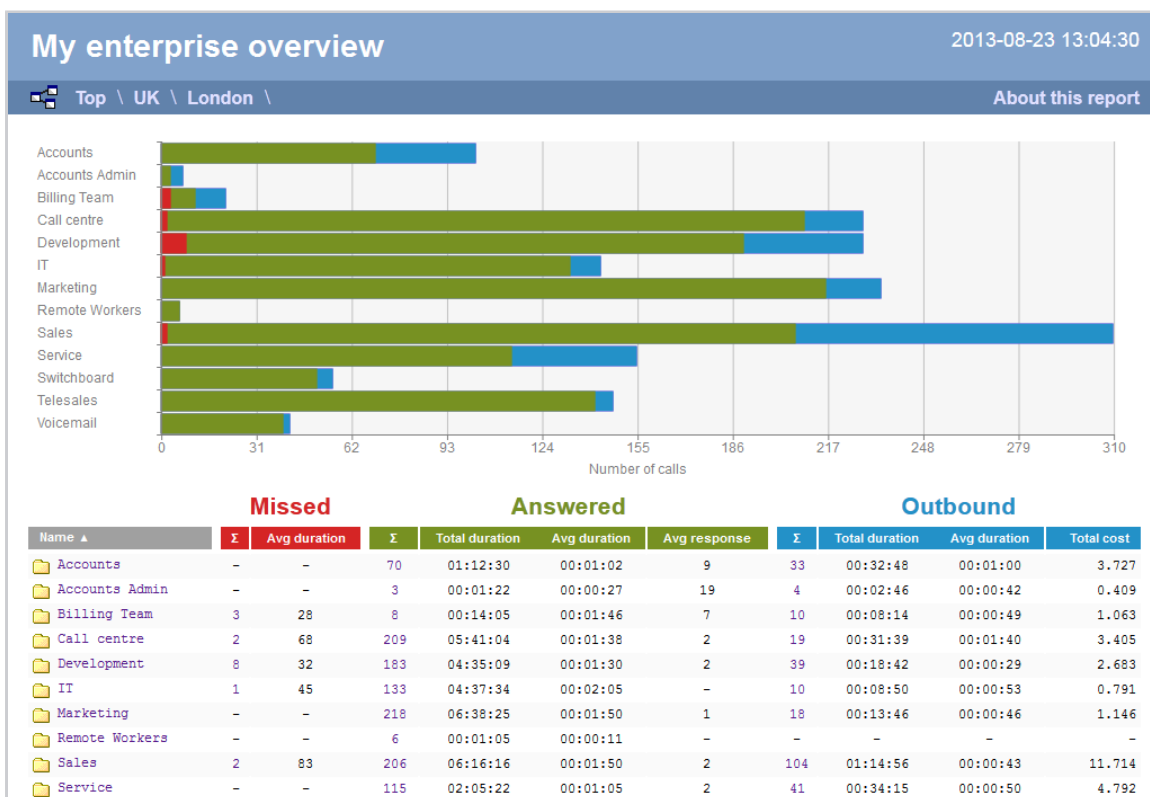 My enterprise overview
2013-08-23 13:04:30
Top \ UK \ London \
About this report
Accounts
Accounts Admin
Billing Team
Call centre
Development
IT
Marketing
Remote Workers
Sales
Service
Switchboard
Telesales
Voicemail
0 31 62 93 124 155 186 217 248 279 310
Number of calls
Missed Answered Outbound
Name ▲ Σ Avg duration Σ Total duration Avg duration Avg response Σ Total duration Avg duration Total cost
Accounts - - 70 01:12:30 00:01:02 9 33 00:32:48 00:01:00 3.727
Accounts Admin - - 3 00:01:22 00:00:27 19 4 00:02:46 00:00:42 0.409
Billing Team 3 28 8 00:14:05 00:01:46 7 10 00:08:14 00:00:49 1.063
Call centre 2 68 209 05:41:04 00:01:38 2 19 00:31:39 00:01:40 3.405
Development 8 32 183 04:35:09 00:01:30 2 39 00:18:42 00:00:29 2.683
IT 1 45 133 04:37:34 00:02:05 - 10 00:08:50 00:00:53 0.791
Marketing - - 218 06:38:25 00:01:50 1 18 00:13:46 00:00:46 1.146
Remote Workers - - 6 00:01:05 00:00:11 - - - - -
Sales 2 83 206 06:16:16 00:01:50 2 104 01:14:56 00:00:43 11.714
Service - - 115 02:05:22 00:01:05 2 41 00:34:15 00:00:50 4.792